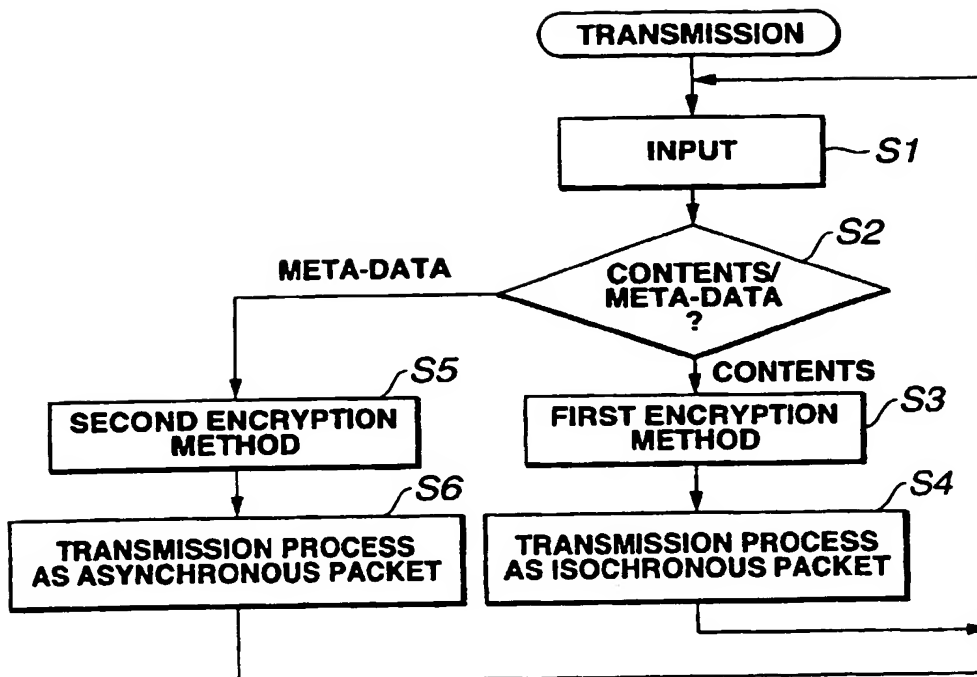 TRANSMISSION
INPUT
S1
S2
CONTENTS/
META-DATA
?
META-DATA
CONTENTS
S5
SECOND ENCRYPTION
METHOD
S3
FIRST ENCRYPTION
METHOD
S6
TRANSMISSION PROCESS
AS ASYNCHRONOUS PACKET
S4
TRANSMISSION PROCESS
AS ISOCHRONOUS PACKET